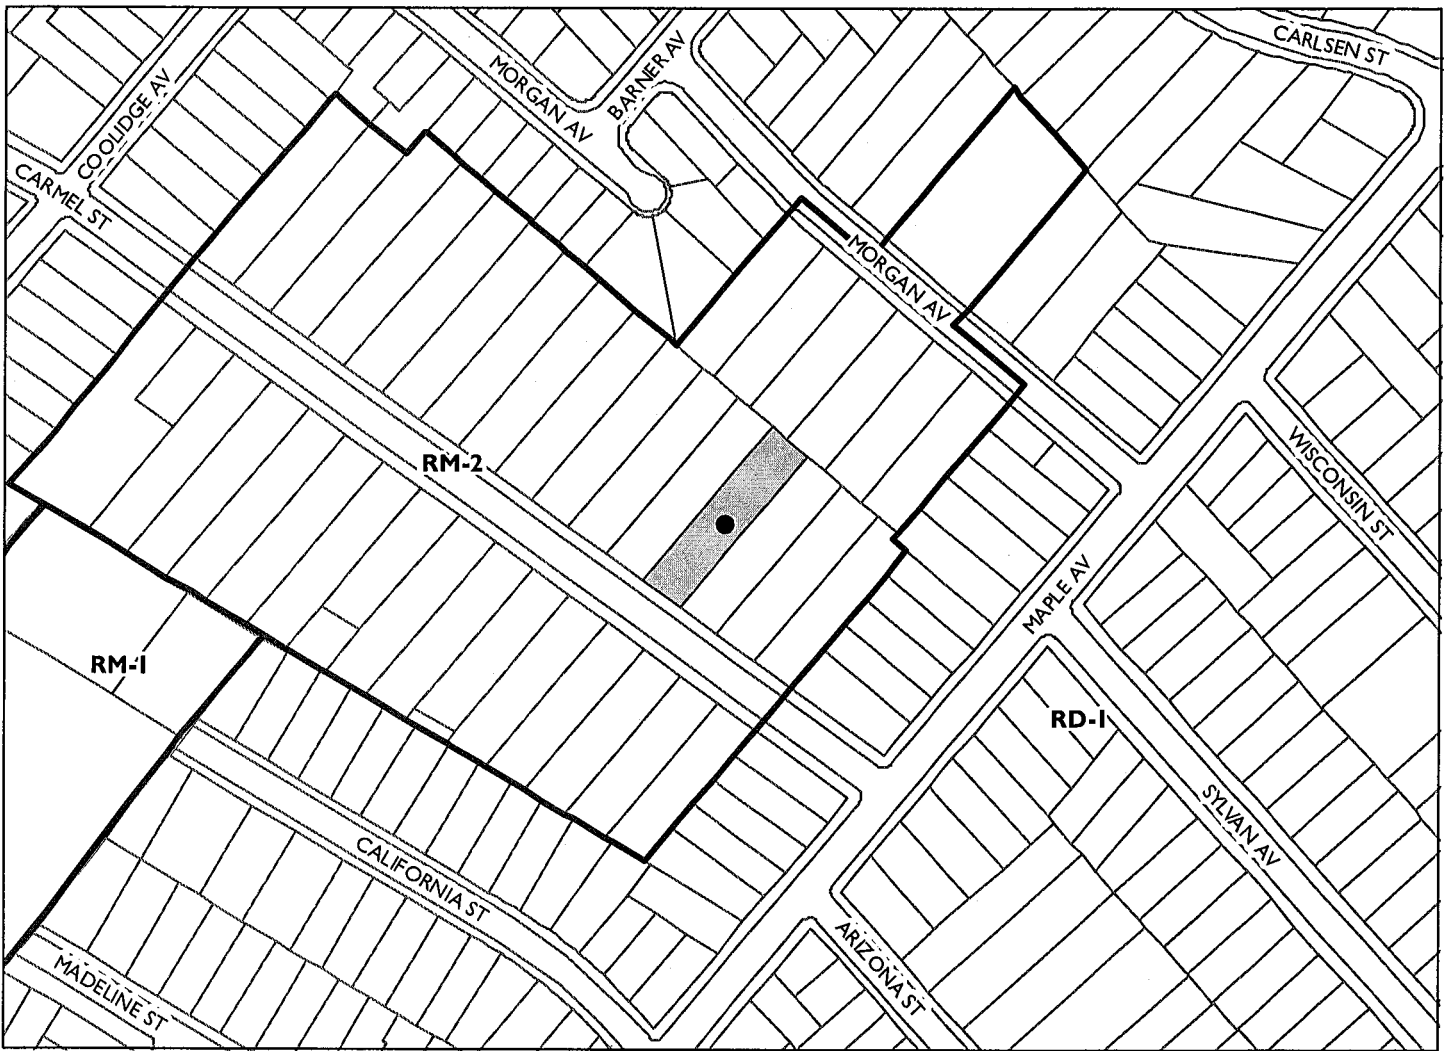 CARLSEN ST
MORGAN AV
BARNER AV
COOLIDGE AV
CARMEL ST
MORGAN AV
RM-2
WISCONSIN ST
MAPLE AV
RM-1
RD-1
SYLVAN AV
CALIFORNIA ST
ARIZONA ST
MADELINE ST